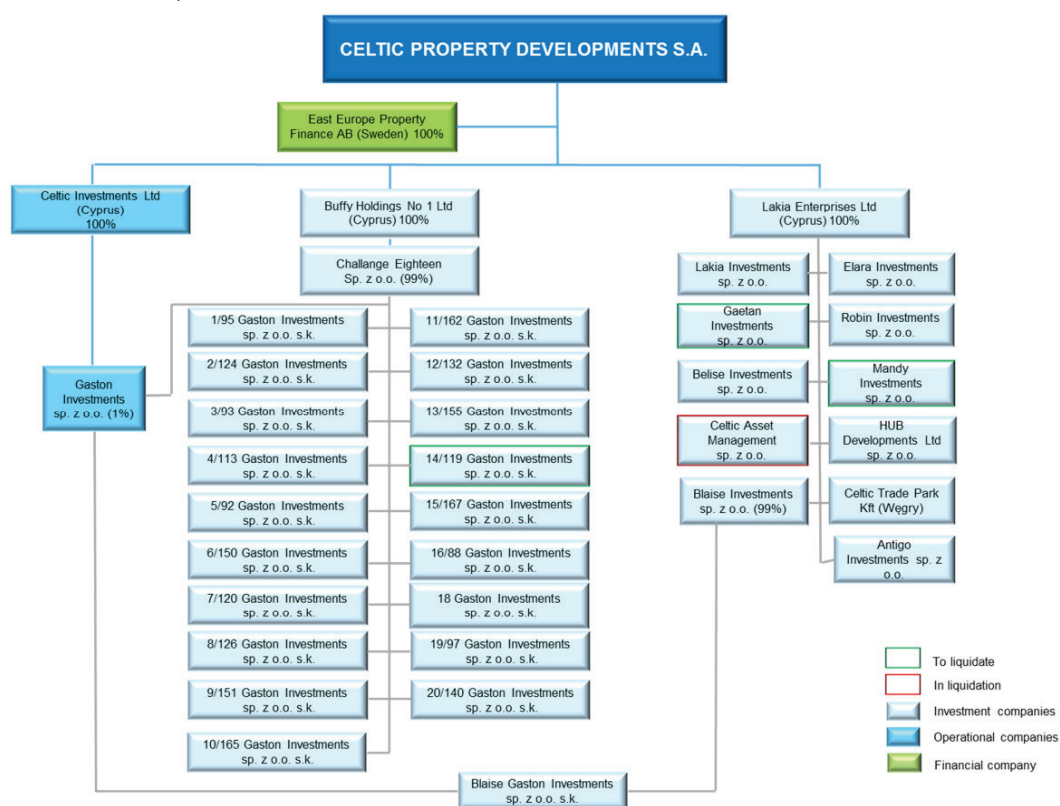 CELTIC PROPERTY DEVELOPMENTS S.A.
East Europe Property
Finance AB (Sweden) 100%
Celtic Investments Ltd
(Cyprus)
100%
Buffy Holdings No 1 Ltd
(Cyprus) 100%
Lakia Enterprises Ltd
(Cyprus) 100%
Challange Eighteen
Sp. z o.o. (99%)
Gaston
Investments
sp. z o.o. (1%)
1/95 Gaston Investments
sp. z o.o. s.k.
11/162 Gaston Investments
sp. z o.o. s.k.
2/124 Gaston Investments
sp. z o.o. s.k.
12/132 Gaston Investments
sp. z o.o. s.k.
3/93 Gaston Investments
sp. z o.o. s.k.
13/155 Gaston Investments
sp. z o.o. s.k.
4/113 Gaston Investments
sp. z o.o. s.k.
14/119 Gaston Investments
sp. z o.o. s.k.
5/92 Gaston Investments
sp. z o.o. s.k.
15/167 Gaston Investments
sp. z o.o. s.k.
6/150 Gaston Investments
sp. z o.o. s.k.
16/88 Gaston Investments
sp. z o.o. s.k.
7/120 Gaston Investments
sp. z o.o. s.k.
18 Gaston Investments
sp. z o.o. s.k.
8/126 Gaston Investments
sp. z o.o. s.k.
19/97 Gaston Investments
sp. z o.o. s.k.
9/151 Gaston Investments
sp. z o.o. s.k.
20/140 Gaston Investments
sp. z o.o. s.k.
10/165 Gaston Investments
sp. z o.o. s.k.
Lakia Investments
sp. z o.o.
Elara Investments
sp. z o.o.
Gaetan
Investments
sp. z o.o.
Robin Investments
sp. z o.o.
Belise Investments
sp. z o.o.
Mandy
Investments
sp. z o.o.
Celtic Asset
Management
sp. z o.o.
HUB
Developments Ltd
sp. z o.o.
Blaise Investments
sp. z o.o. (99%)
Celtic Trade Park
Kft (Węgry)
Antigo
Investments sp. z
o.o.
Blaise Gaston Investments
sp. z o.o. s.k.
To liquidate
In liquidation
Investment companies
Operational companies
Financial company